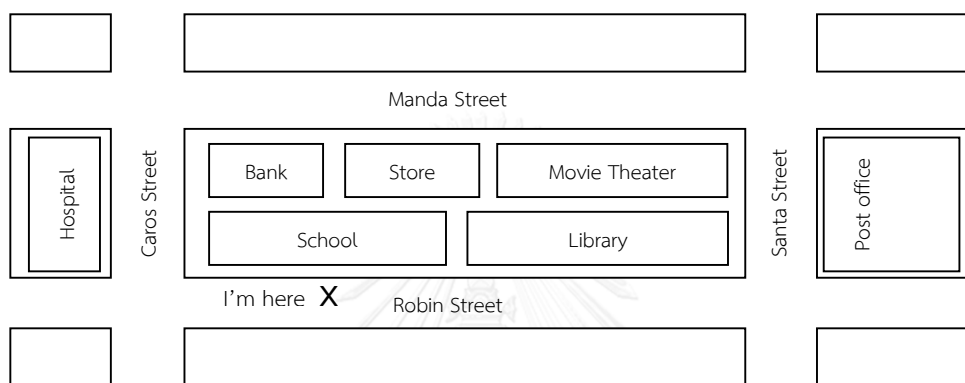 Manda Street
Hospital
Caros Street
Bank
Store
Movie Theater
School
Library
Santa Street
Post office
I'm here X
Robin Street